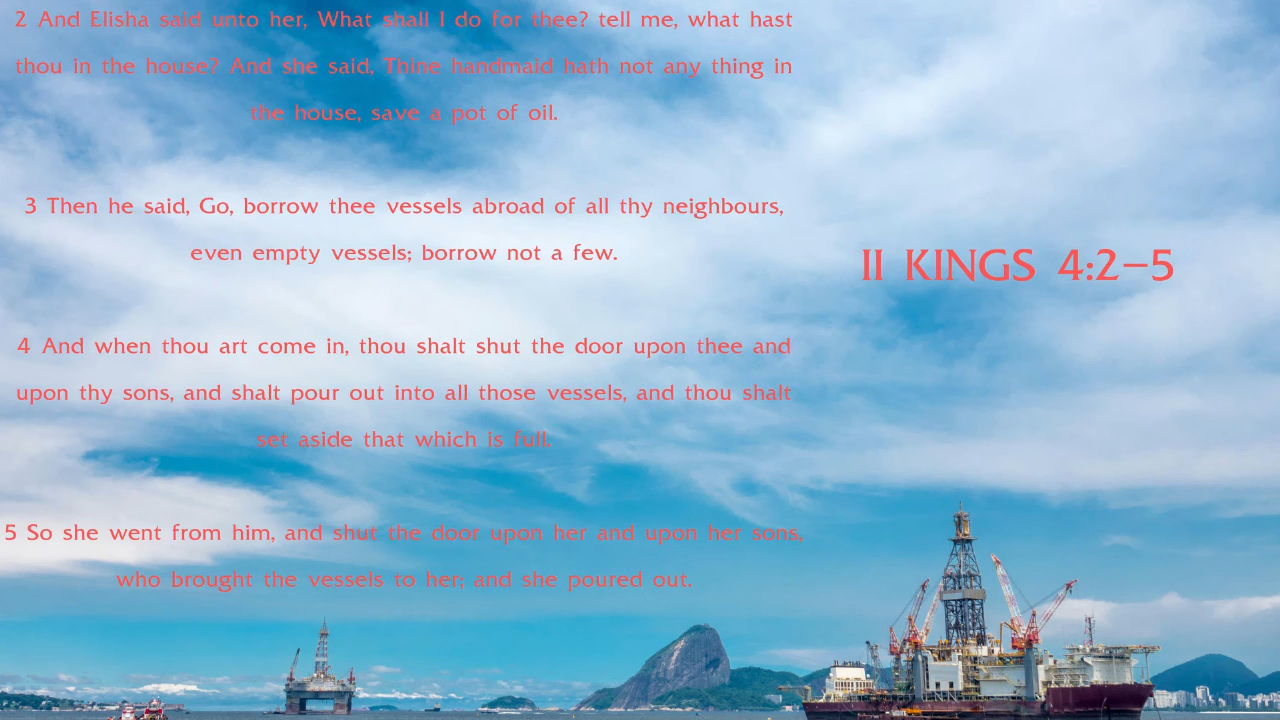 2 And Elisha said unto her, What shall I do for thee? tell me, what hast
thou in the house? And she said, Thine handmaid hath not any thing in
the house, save a pot of oil.
3 Then he said, Go, borrow thee vessels abroad of all thy neighbours,
even empty vessels; borrow not a few.
4 And when thou art come in, thou shalt shut the door upon thee and
upon thy sons, and shalt pour out into all those vessels, and thou shalt
set aside that which is full.
5 So she went from him, and shut the door upon her and upon her sons,
who brought the vessels to her; and she poured out.
II KINGS 4:2–5